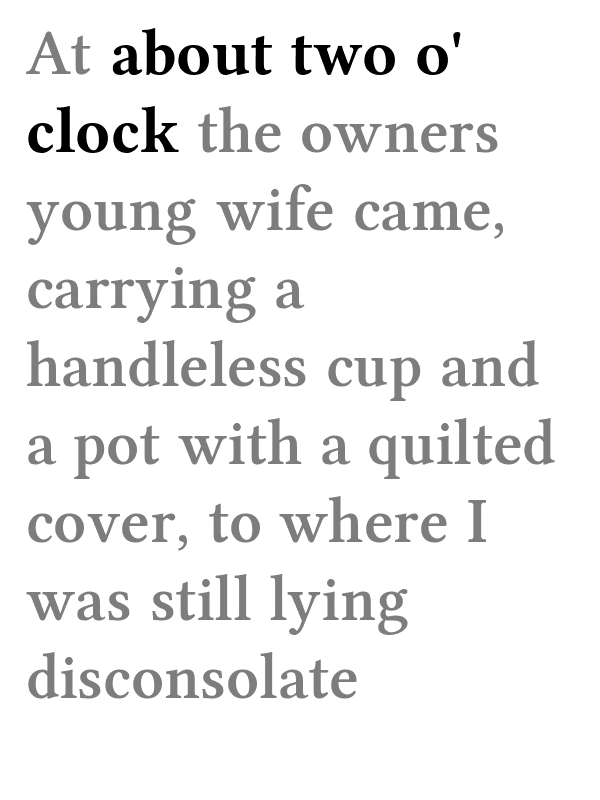 At about two o'
clock the owners
young wife came,
carrying a
handleless cup and
a pot with a quilted
cover, to where I
was still lying
disconsolate